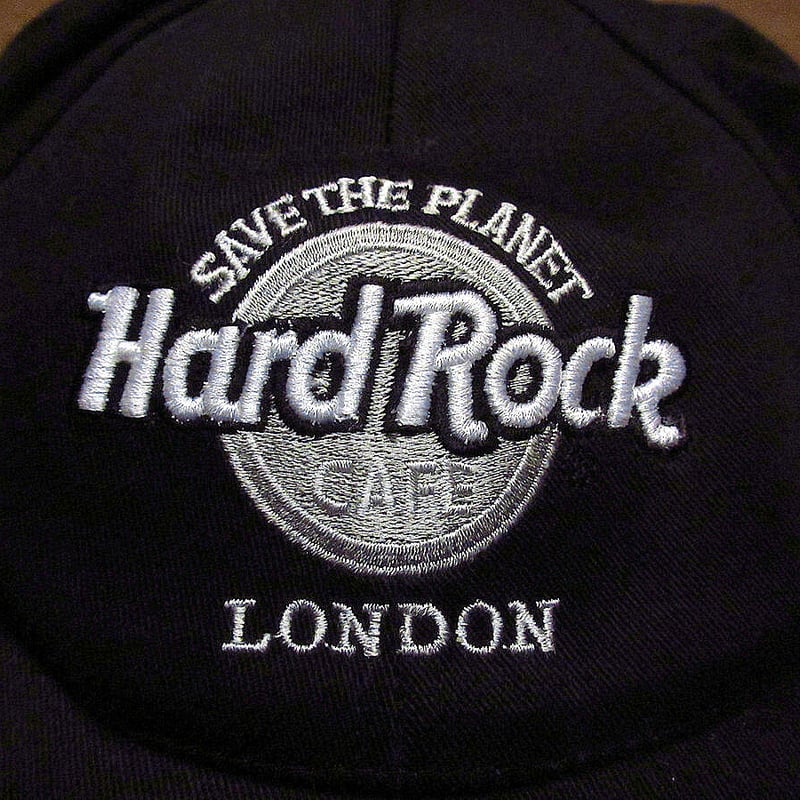 SAVE THE PLANET
Hard Rock
CAFE
LONDON